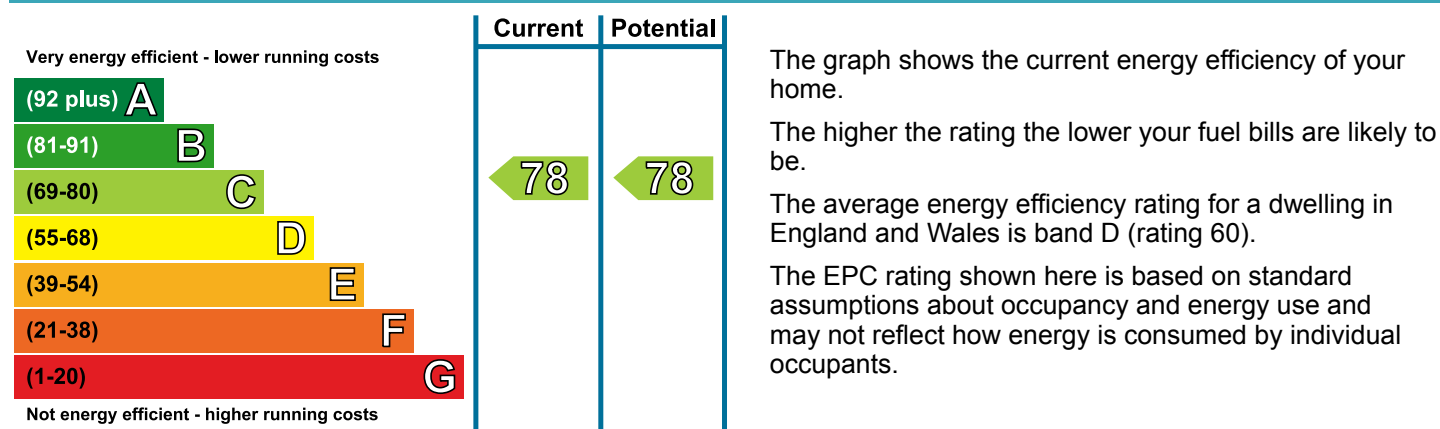 Current Potential
Very energy efficient - lower running costs
(92 plus) A
(81-91) B
(69-80) C
78 78
(55-68) D
(39-54) E
(21-38) F
(1-20) G
Not energy efficient - higher running costs
The graph shows the current energy efficiency of your
home.
The higher the rating the lower your fuel bills are likely to
be.
The average energy efficiency rating for a dwelling in
England and Wales is band D (rating 60).
The EPC rating shown here is based on standard
assumptions about occupancy and energy use and
may not reflect how energy is consumed by individual
occupants.